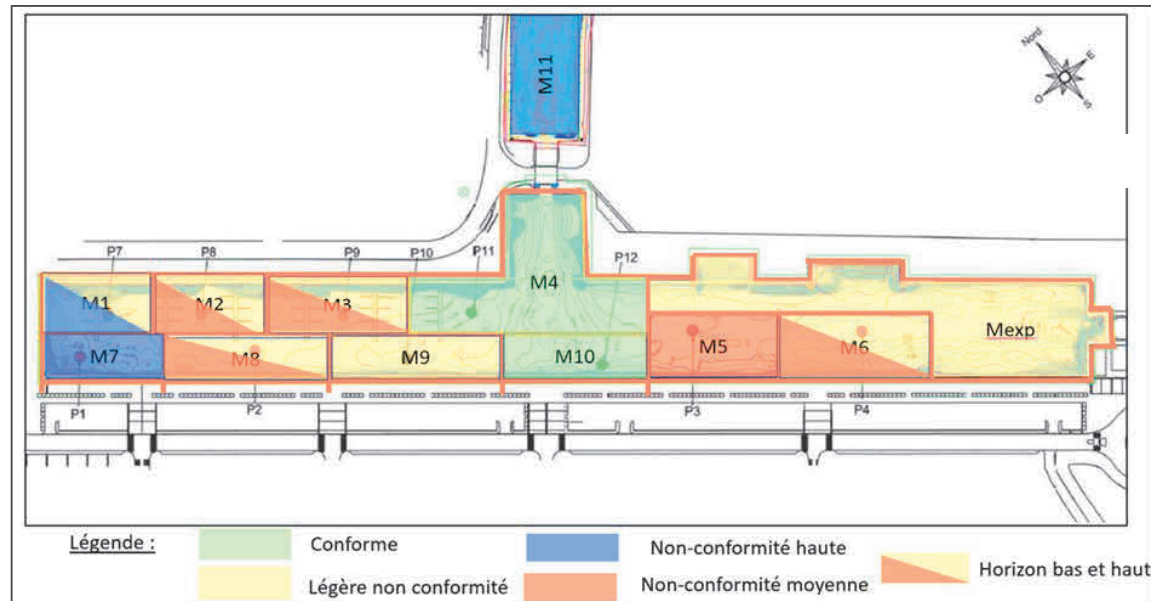 M11
Nord
E
O
S
P7
P8
P9
P10
P11
P12
M4
M1
M2
M3
Mexp
M7
M8
M9
M10
M5
M6
P1
P2
P3
P4
Légende :
Conforme
Non-conformité haute
Horizon bas et haut
Légère non conformité
Non-conformité moyenne